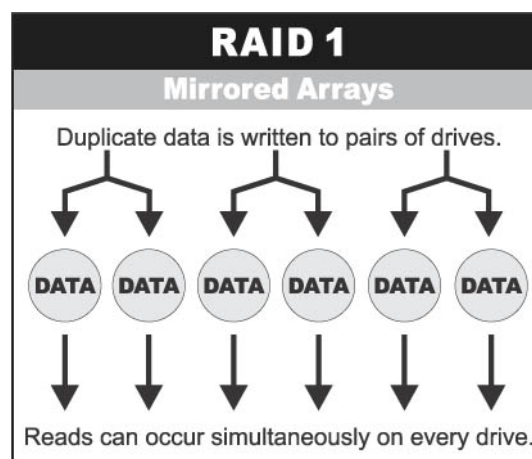 RAID 1
Mirrored Arrays
Duplicate data is written to pairs of drives.
DATA DATA DATA DATA DATA DATA
Reads can occur simultaneously on every drive.